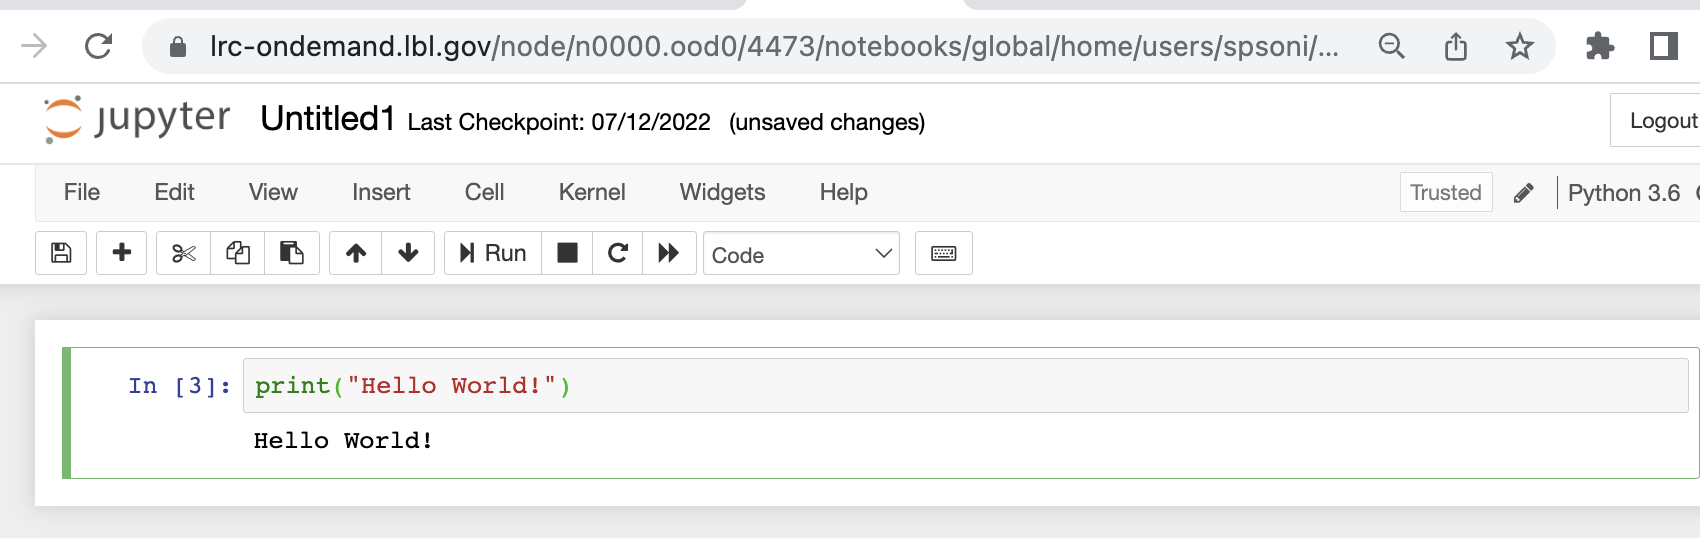 lrc-ondemand.lbl.gov/node/n0000.ood0/4473/notebooks/global/home/users/spsoni/...
jupyter Untitled1 Last Checkpoint: 07/12/2022 (unsaved changes)
Logout
File Edit View Insert Cell Kernel Widgets Help Trusted Python 3.6
Run Code
In [3]: print("Hello World!")
Hello World!